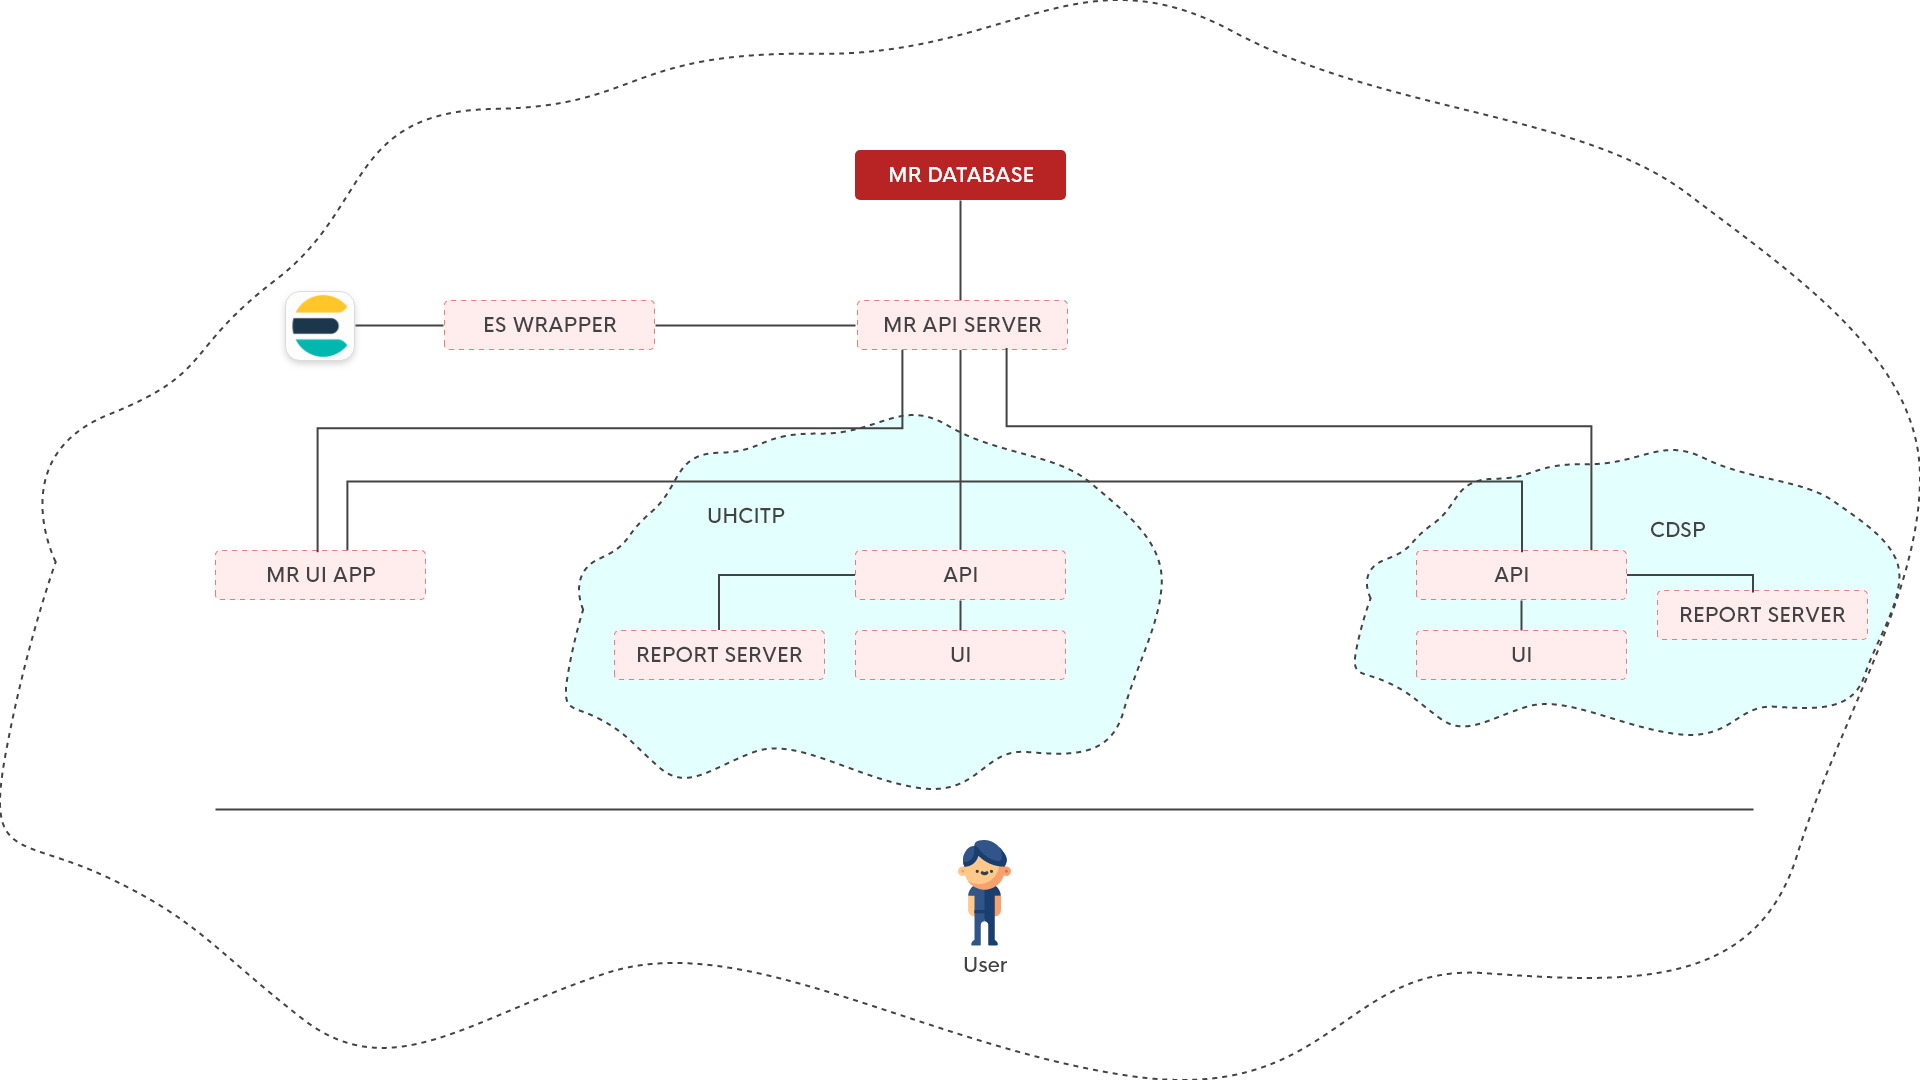 MR DATABASE
ES WRAPPER
MR API SERVER
UHCITP
CDSP
MR UI APP
API
API
REPORT SERVER
REPORT SERVER
UI
UI
User